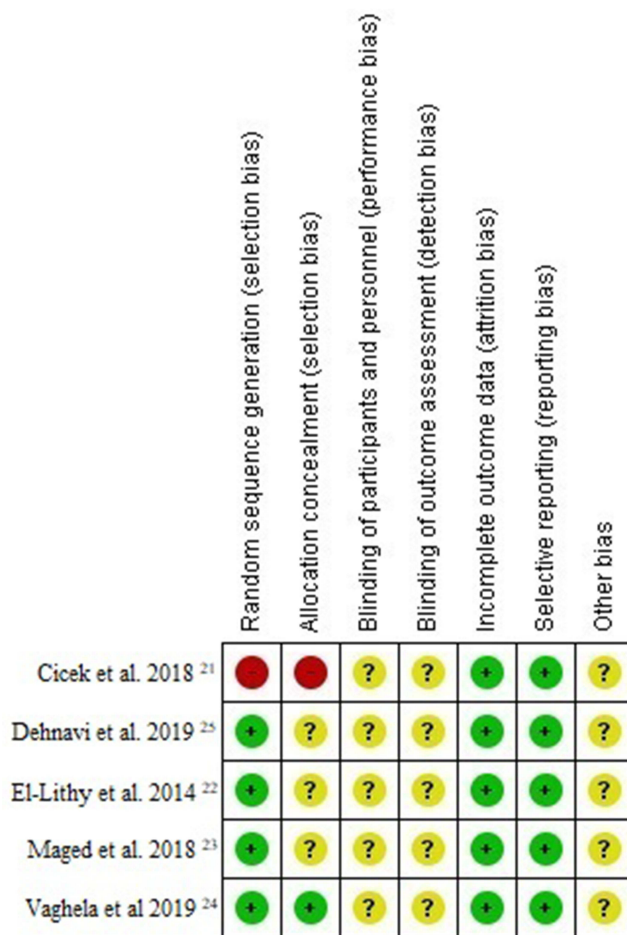 Random sequence generation (selection bias)
Allocation concealment (selection bias)
Blinding of participants and personnel (performance bias)
Blinding of outcome assessment (detection bias)
Incomplete outcome data (attrition bias)
Selective reporting (reporting bias)
Other bias
Cicek et al. 2018 21 - - ? ? + + ?
Dehnavi et al. 2019 25 + ? ? ? + + ?
El-Lithy et al. 2014 22 + ? ? ? + + ?
Maged et al. 2018 23 + ? ? ? + + ?
Vaghela et al 2019 24 + + ? ? + + ?